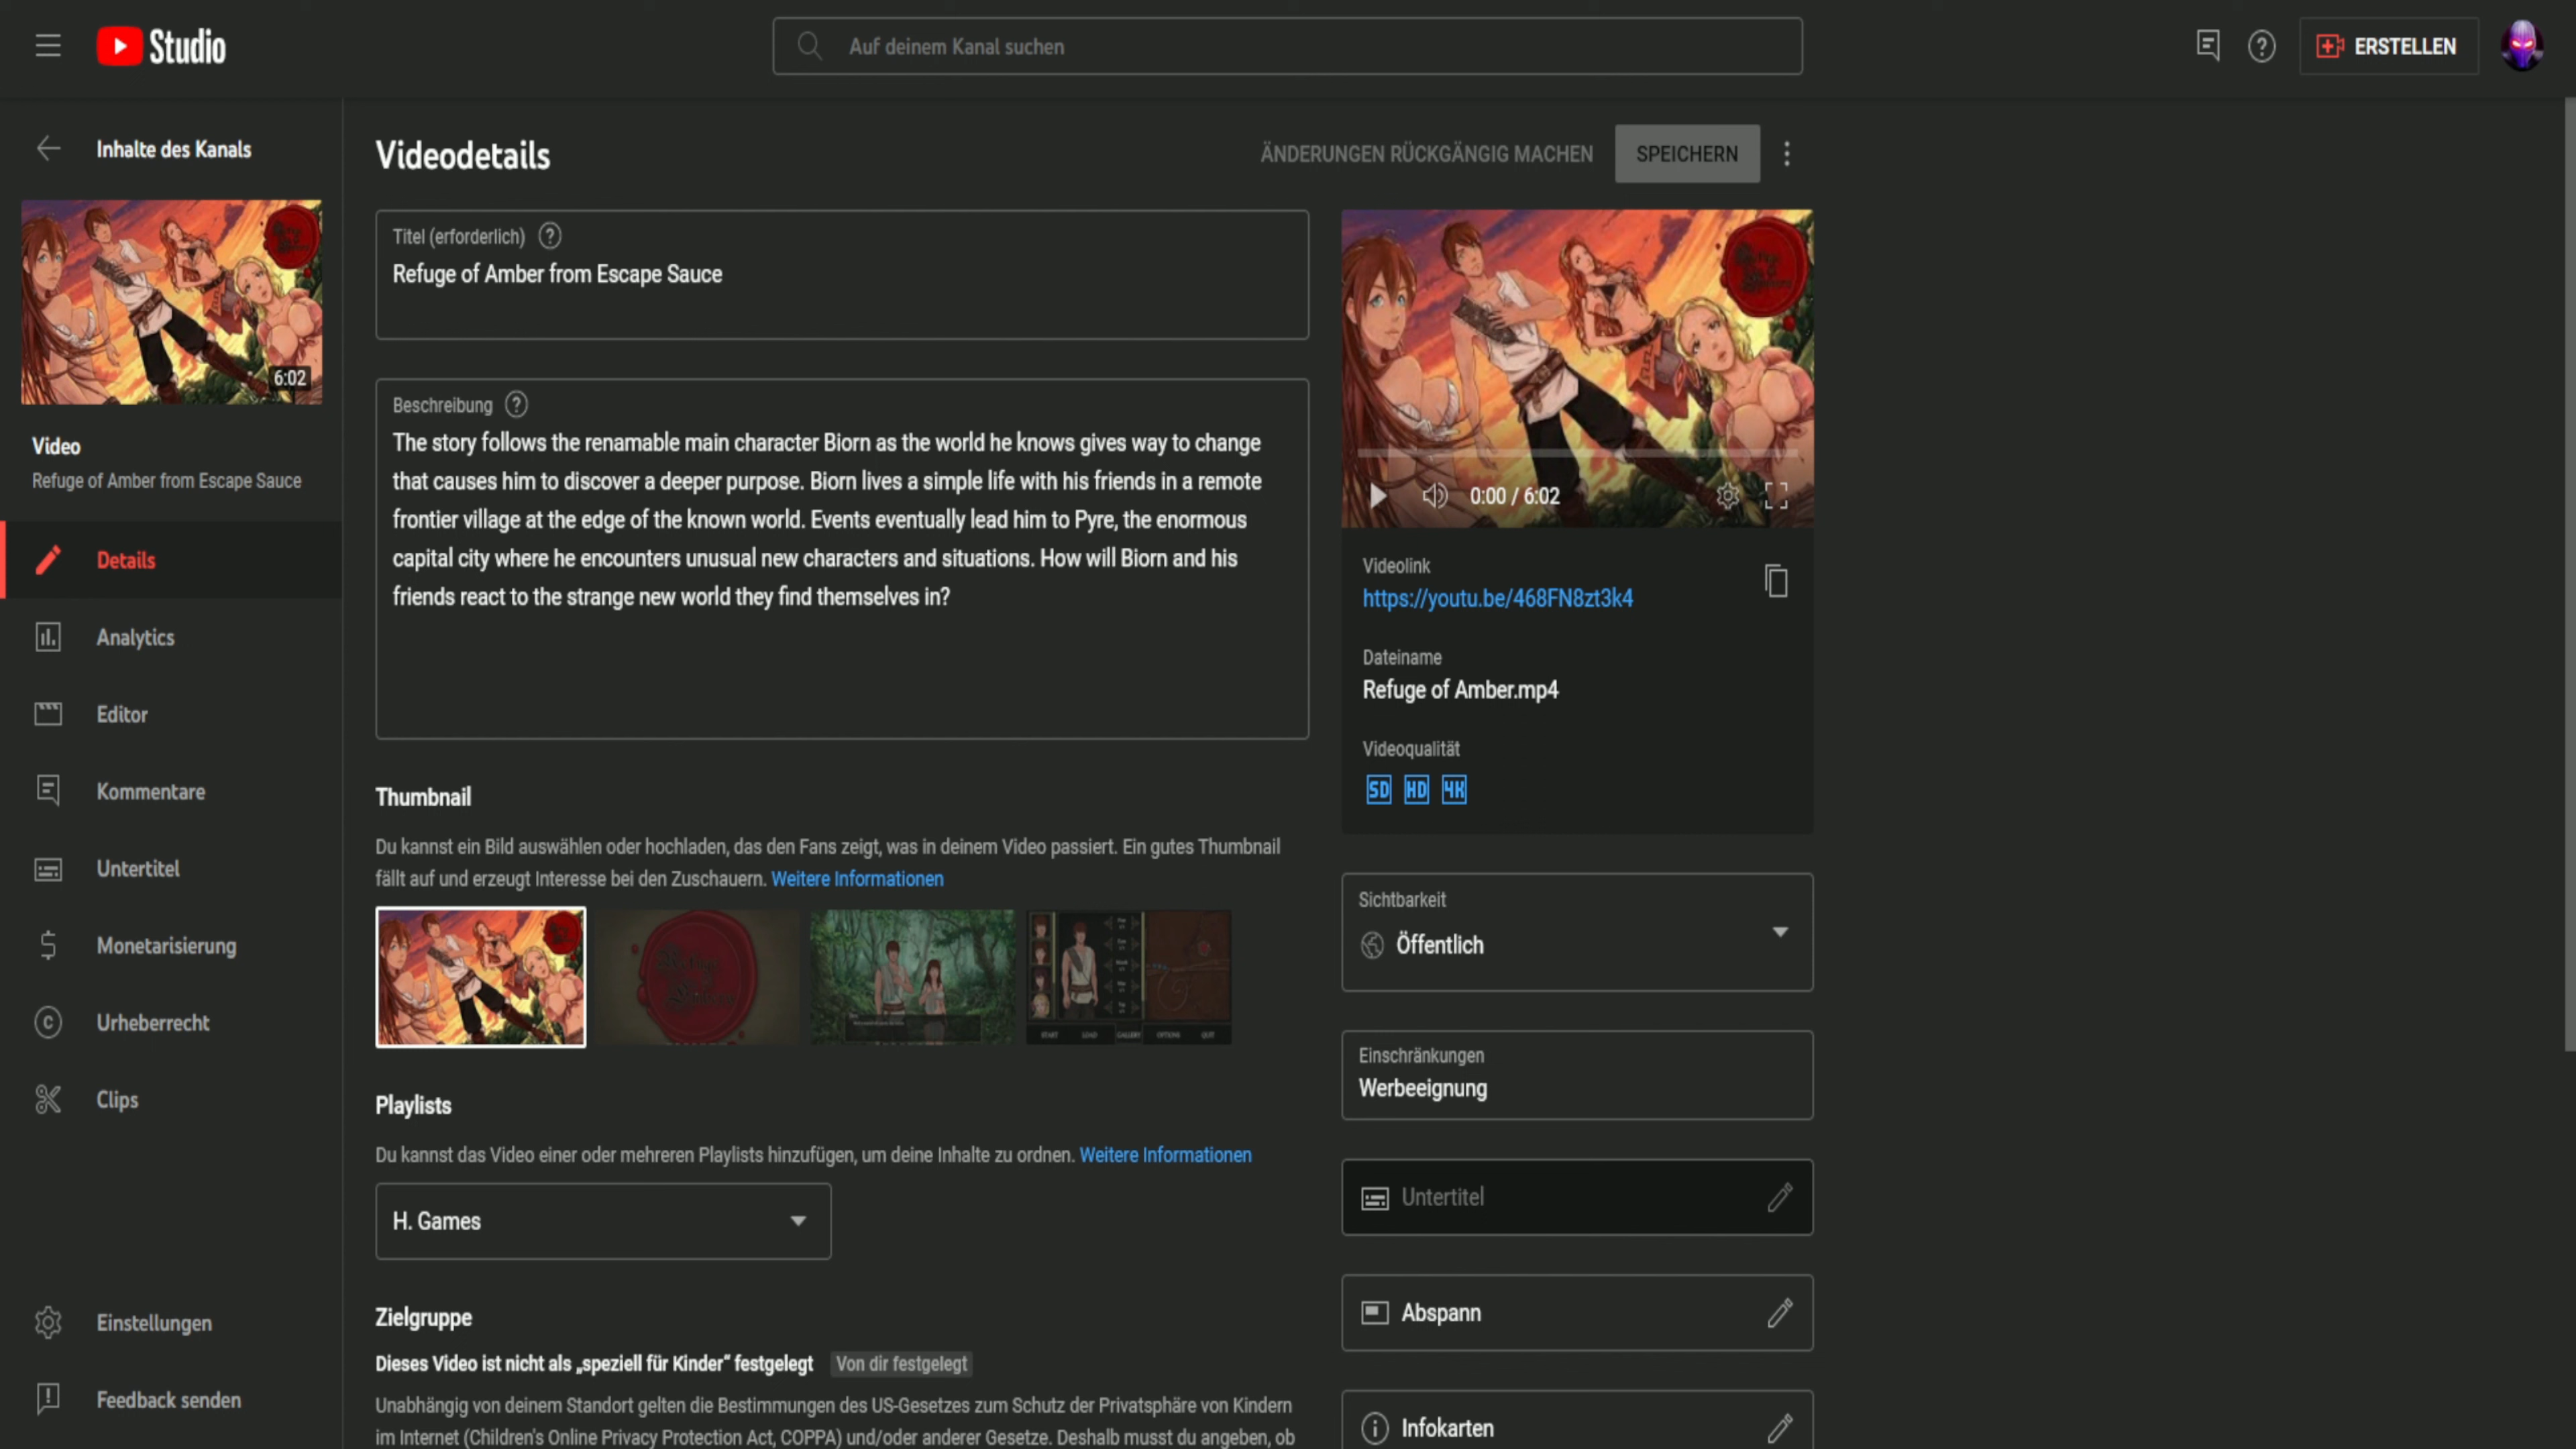 Studio
Auf deinem Kanal suchen
ERSTELLEN
Inhalte des Kanals
6:02
Video
Refuge of Amber from Escape Sauce
Details
Analytics
Editor
Kommentare
Untertitel
Monetarisierung
Urheberrecht
Clips
Einstellungen
Feedback senden
Videodetails
ÄNDERUNGEN RÜCKGÄNGIG MACHEN
SPEICHERN
Titel (erforderlich)
Refuge of Amber from Escape Sauce
Beschreibung
The story follows the renamable main character Biorn as the world he knows gives way to change
that causes him to discover a deeper purpose. Biorn lives a simple life with his friends in a remote
frontier village at the edge of the known world. Events eventually lead him to Pyre, the enormous
capital city where he encounters unusual new characters and situations. How will Biorn and his
friends react to the strange new world they find themselves in?
Thumbnail
Du kannst ein Bild auswählen oder hochladen, das den Fans zeigt, was in deinem Video passiert. Ein gutes Thumbnail
fällt auf und erzeugt Interesse bei den Zuschauern. Weitere Informationen
START LOAD GALLERY OPTIONS QUIT
Playlists
Du kannst das Video einer oder mehreren Playlists hinzufügen, um deine Inhalte zu ordnen. Weitere Informationen
H. Games
Zielgruppe
Dieses Video ist nicht als „speziell für Kinder“ festgelegt Von dir festgelegt
Unabhängig von deinem Standort gelten die Bestimmungen des US-Gesetzes zum Schutz der Privatsphäre von Kindern
im Internet (Children's Online Privacy Protection Act, COPPA) und/oder anderer Gesetze. Deshalb musst du angeben, ob
0:00 / 6:02
Videolink
https://youtu.be/468FN8zt3k4
Dateiname
Refuge of Amber.mp4
Videoqualität
SD HD 4K
Sichtbarkeit
Öffentlich
Einschränkungen
Werbeeignung
Untertitel
Abspann
Infokarten